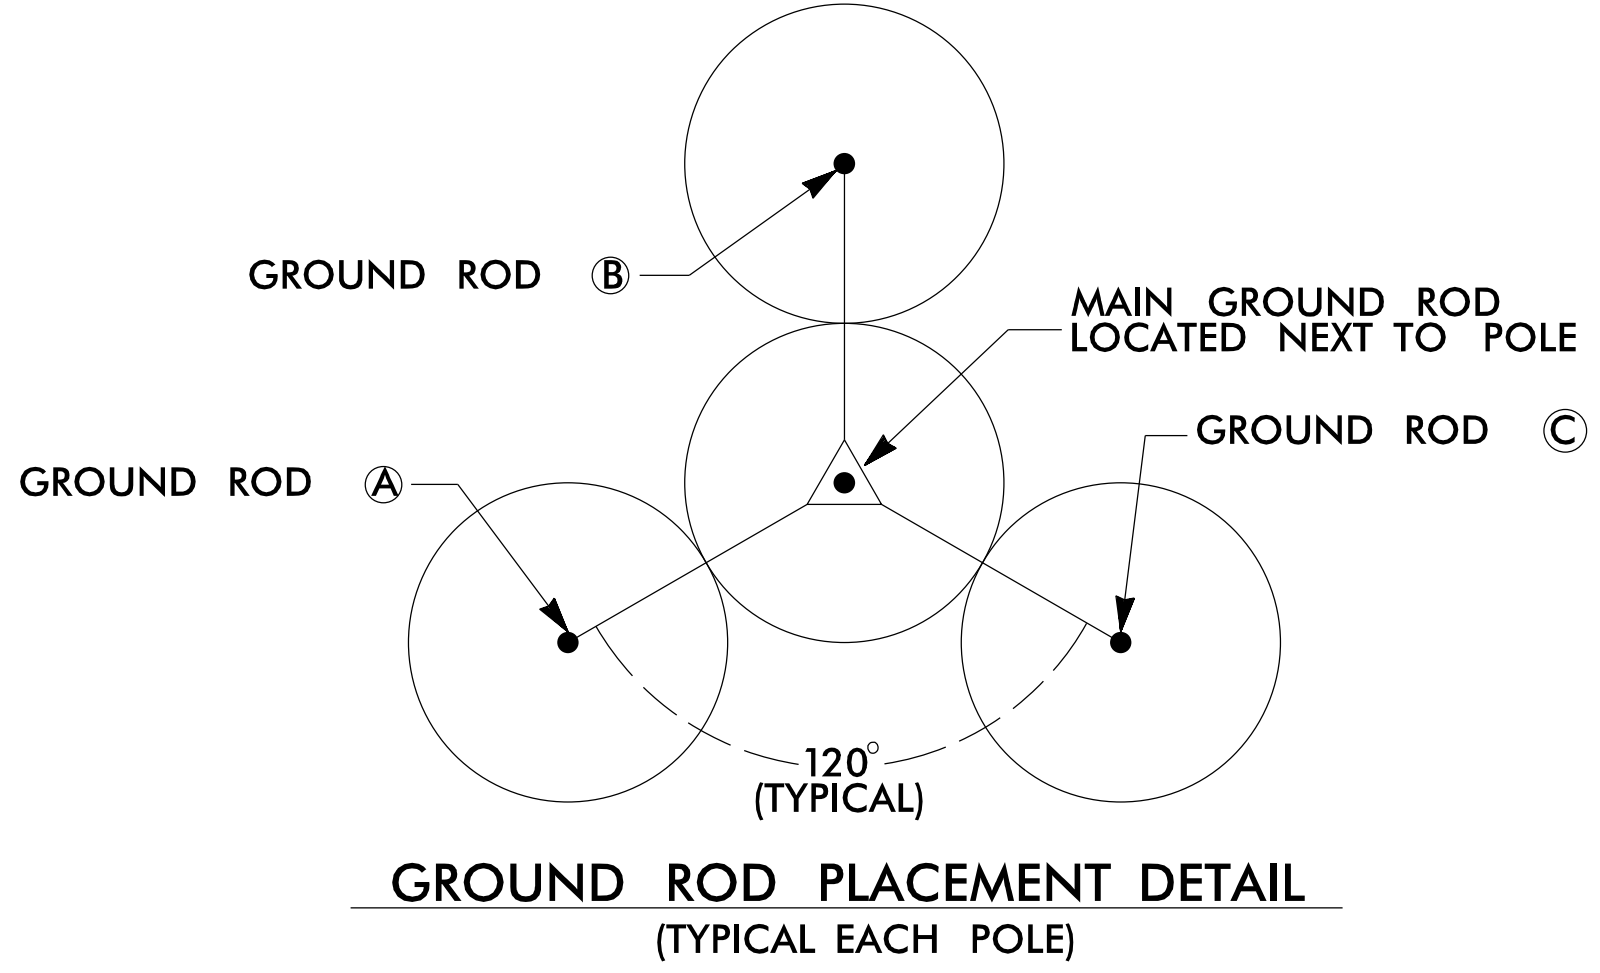 GROUND ROD B
MAIN GROUND ROD
LOCATED NEXT TO POLE
GROUND ROD C
GROUND ROD A
120°
(TYPICAL)
GROUND ROD PLACEMENT DETAIL
(TYPICAL EACH POLE)